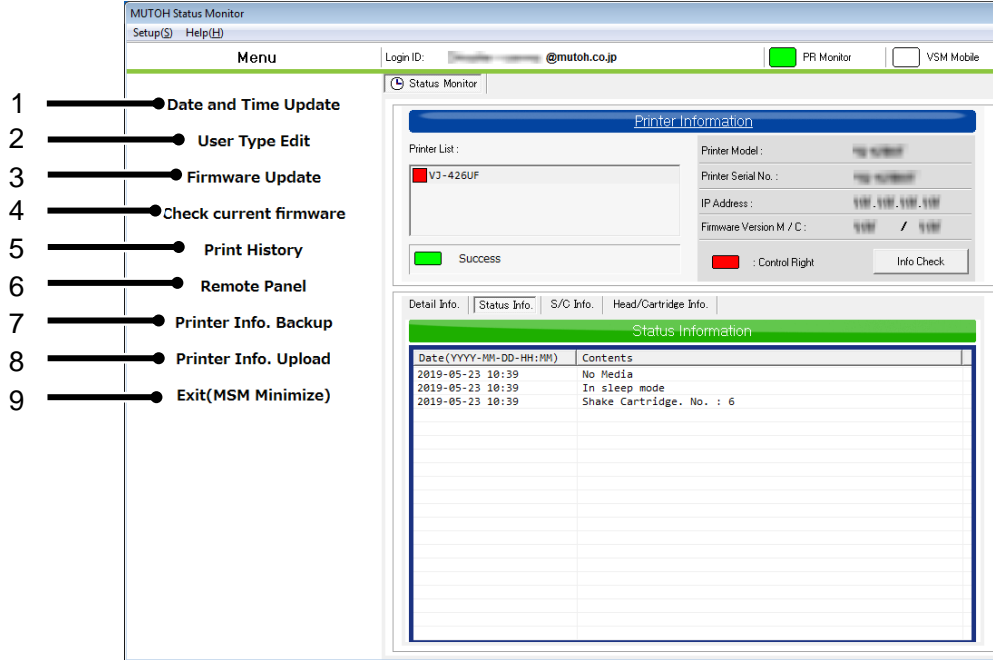 MUTOH Status Monitor
Setup(S) Help(H)
Menu
Login ID: @mutoh.co.jp
PR Monitor
VSM Mobile
1 Date and Time Update
2 User Type Edit
3 Firmware Update
4 Check current firmware
5 Print History
6 Remote Panel
7 Printer Info. Backup
8 Printer Info. Upload
9 Exit(MSM Minimize)
Status Monitor
Printer Information
Printer List :
VJ-426UF
Success
Printer Model :
Printer Serial No. :
IP Address :
Firmware Version M / C : /
: Control Right
Info Check
Detail Info. Status Info. S/C Info. Head/Cartridge Info.
Status Information
Date(YYYY-MM-DD-HH:MM) Contents
2019-05-23 10:39 No Media
2019-05-23 10:39 In sleep mode
2019-05-23 10:39 Shake Cartridge. No. : 6